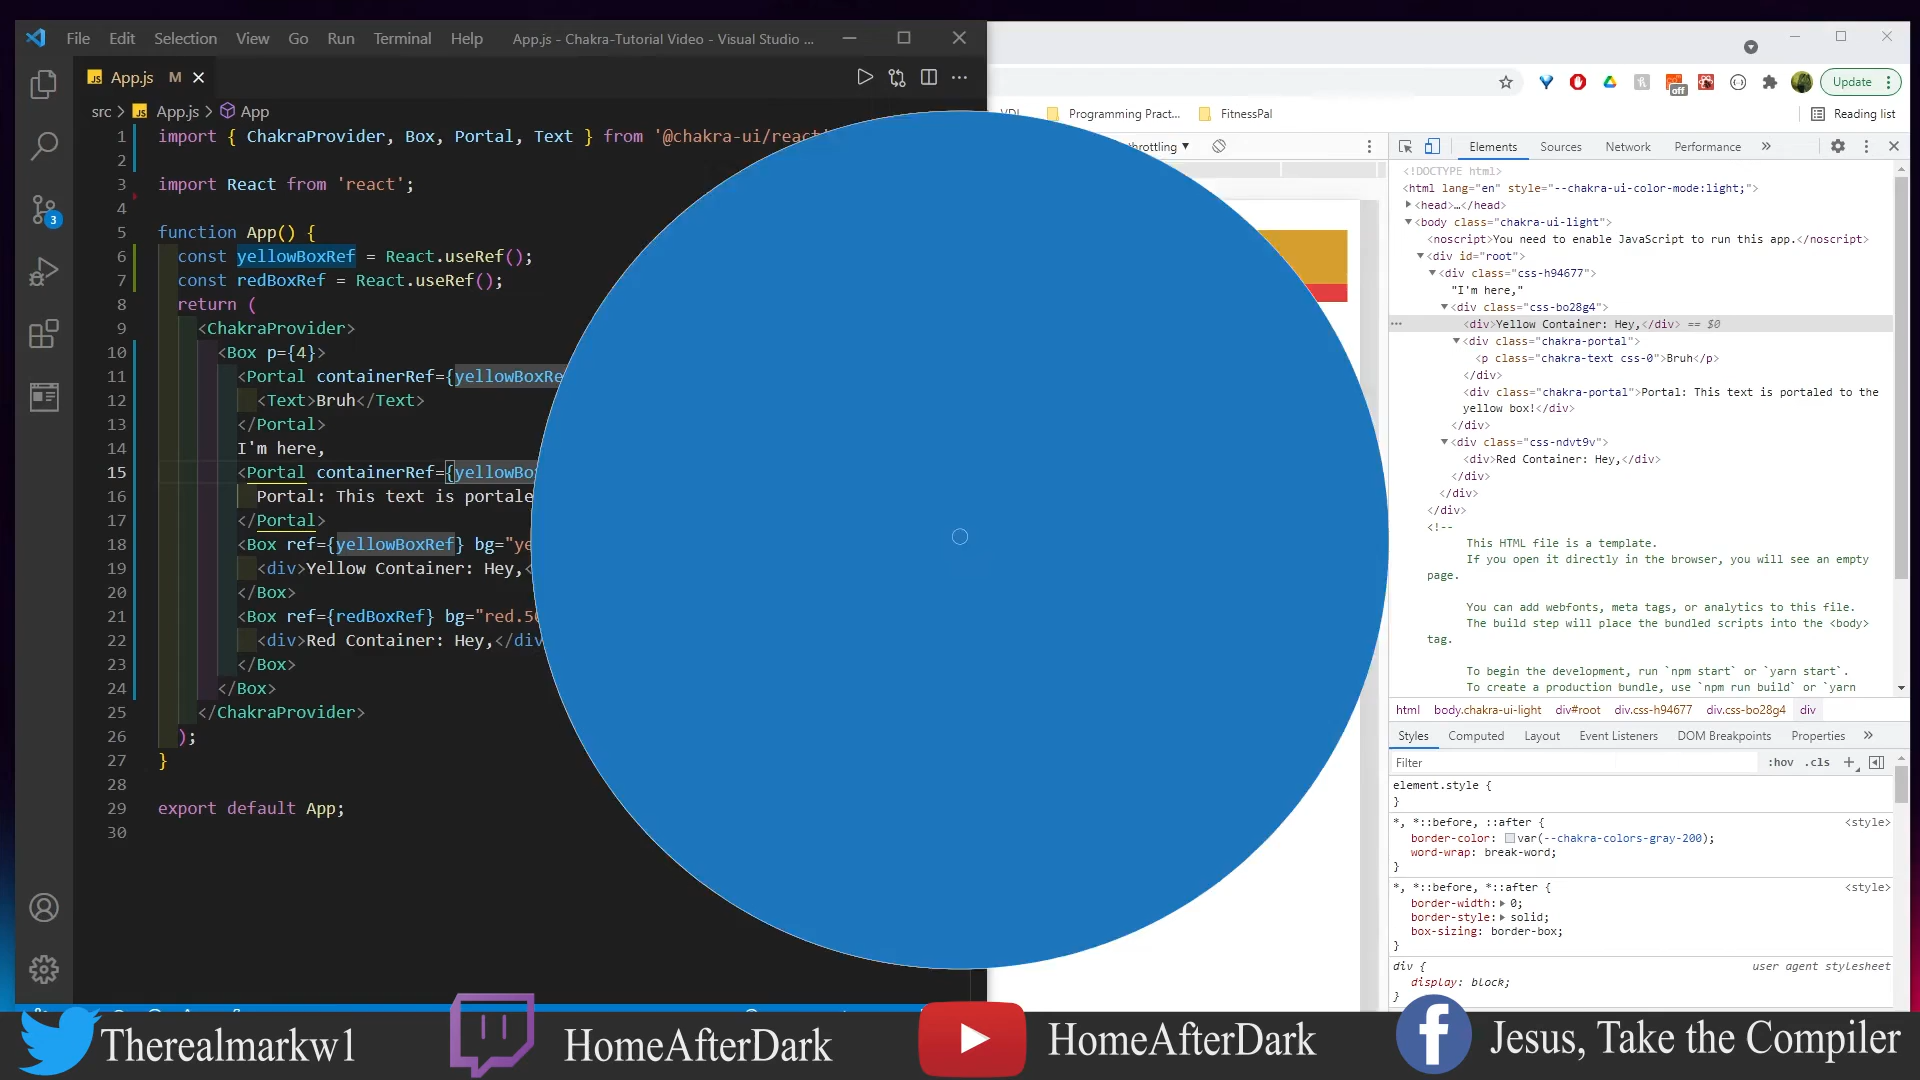 File Edit Selection View Go Run Terminal Help App.js - Chakra-Tutorial Video - Visual Studio ...
App.js M
src > App.js > App
1 import { ChakraProvider, Box, Portal, Text } from '@chakra-ui/react'
2
3 import React from 'react';
4
5 function App() {
6 const yellowBoxRef = React.useRef();
7 const redBoxRef = React.useRef();
8 return (
9 <ChakraProvider>
10 <Box p={4}>
11 <Portal containerRef={yellowBoxRe
12 <Text>Bruh</Text>
13 </Portal>
14 I'm here,
15 <Portal containerRef={yellowBo
16 Portal: This text is portale
17 </Portal>
18 <Box ref={yellowBoxRef} bg="ye
19 <div>Yellow Container: Hey,<
20 </Box>
21 <Box ref={redBoxRef} bg="red.50
22 <div>Red Container: Hey,</div
23 </Box>
24 </Box>
25 </ChakraProvider>
26 );
27 }
28
29 export default App;
30
3
Update
off
Programming Pract... FitnessPal Reading list
throttling
Elements Sources Network Performance »
<!DOCTYPE html>
<html lang="en" style="--chakra-ui-color-mode:light;">
<head>…</head>
<body class="chakra-ui-light">
<noscript>You need to enable JavaScript to run this app.</noscript>
<div id="root">
<div class="css-h94677">
"I'm here,"
<div class="css-bo28g4">
<div>Yellow Container: Hey,</div> == $0
<div class="chakra-portal">
<p class="chakra-text css-0">Bruh</p>
</div>
<div class="chakra-portal">Portal: This text is portaled to the
yellow box!</div>
</div>
<div class="css-ndvt9v">
<div>Red Container: Hey,</div>
</div>
</div>
</div>
<!--
This HTML file is a template.
If you open it directly in the browser, you will see an empty
page.
You can add webfonts, meta tags, or analytics to this file.
The build step will place the bundled scripts into the <body>
tag.
To begin the development, run `npm start` or `yarn start`.
To create a production bundle, use `npm run build` or `yarn
html body.chakra-ui-light div#root div.css-h94677 div.css-bo28g4 div
Styles Computed Layout Event Listeners DOM Breakpoints Properties »
Filter :hov .cls +
element.style {
}
*, *::before, ::after { <style>
border-color: var(--chakra-colors-gray-200);
word-wrap: break-word;
}
*, *::before, *::after { <style>
border-width: 0;
border-style: solid;
box-sizing: border-box;
}
div { user agent stylesheet
display: block;
}
Therealmarkw1 HomeAfterDark HomeAfterDark Jesus, Take the Compiler